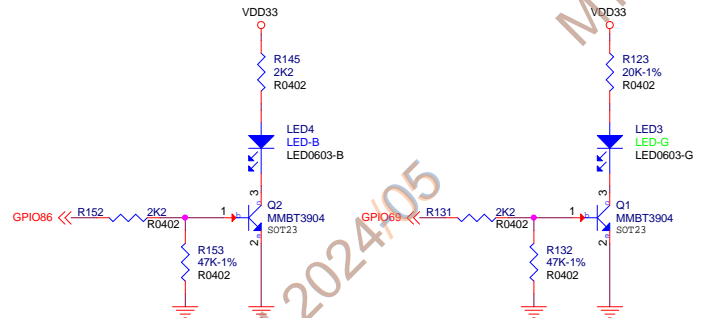 VDD33
R145
2K2
R0402
LED4
LED-B
LED0603-B
3
Q2
MMBT3904
SOT23
1
2
GPIO86
R152
2K2
R0402
R153
47K-1%
R0402
VDD33
R123
20K-1%
R0402
LED3
LED-G
LED0603-G
3
Q1
MMBT3904
SOT23
1
2
GPIO69
R131
2K2
R0402
R132
47K-1%
R0402
2024/05